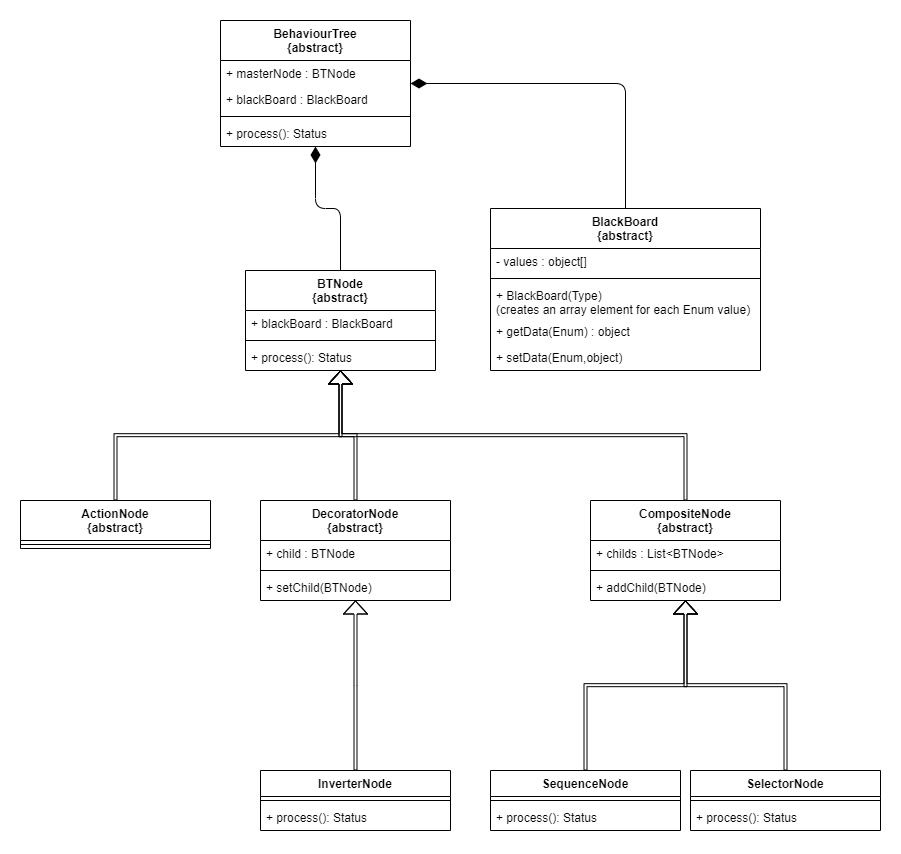 BehaviourTree
{abstract}
+ masterNode : BTNode
+ blackBoard : BlackBoard
+ process(): Status
BlackBoard
{abstract}
- values : object[]
+ BlackBoard(Type)
(creates an array element for each Enum value)
+ getData(Enum) : object
+ setData(Enum,object)
BTNode
{abstract}
+ blackBoard : BlackBoard
+ process(): Status
ActionNode
{abstract}
DecoratorNode
{abstract}
+ child : BTNode
+ setChild(BTNode)
CompositeNode
{abstract}
+ childs : List<BTNode>
+ addChild(BTNode)
InverterNode
+ process(): Status
SequenceNode
+ process(): Status
SelectorNode
+ process(): Status